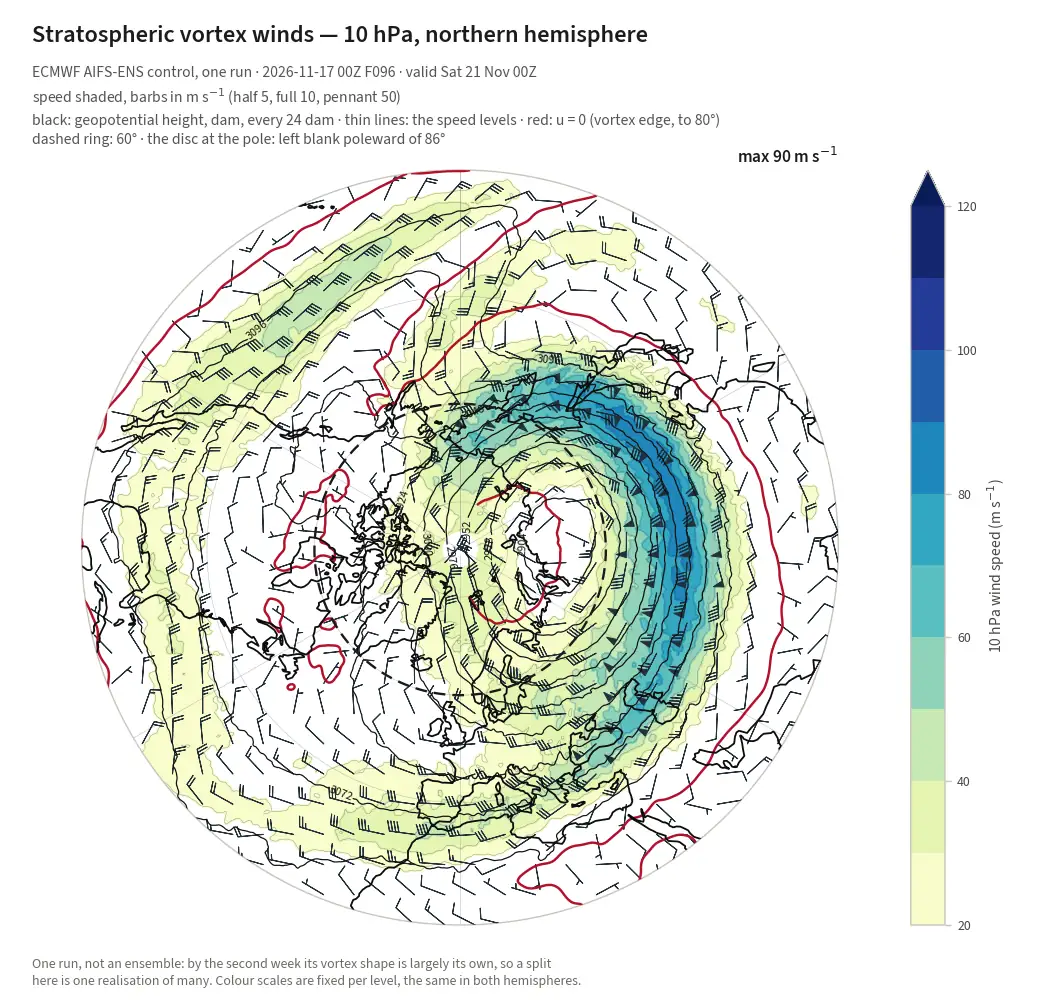 Stratospheric vortex winds — 10 hPa, northern hemisphere
ECMWF AIFS-ENS control, one run · 2026-11-17 00Z F096 · valid Sat 21 Nov 00Z
speed shaded, barbs in m s⁻¹ (half 5, full 10, pennant 50)
black: geopotential height, dam, every 24 dam · thin lines: the speed levels · red: u = 0 (vortex edge, to 80°)
dashed ring: 60° · the disc at the pole: left blank poleward of 86°
max 90 m s⁻¹
120
100
80
60
40
20
10 hPa wind speed (m s⁻¹)
3096
3072
One run, not an ensemble: by the second week its vortex shape is largely its own, so a split
here is one realisation of many. Colour scales are fixed per level, the same in both hemispheres.